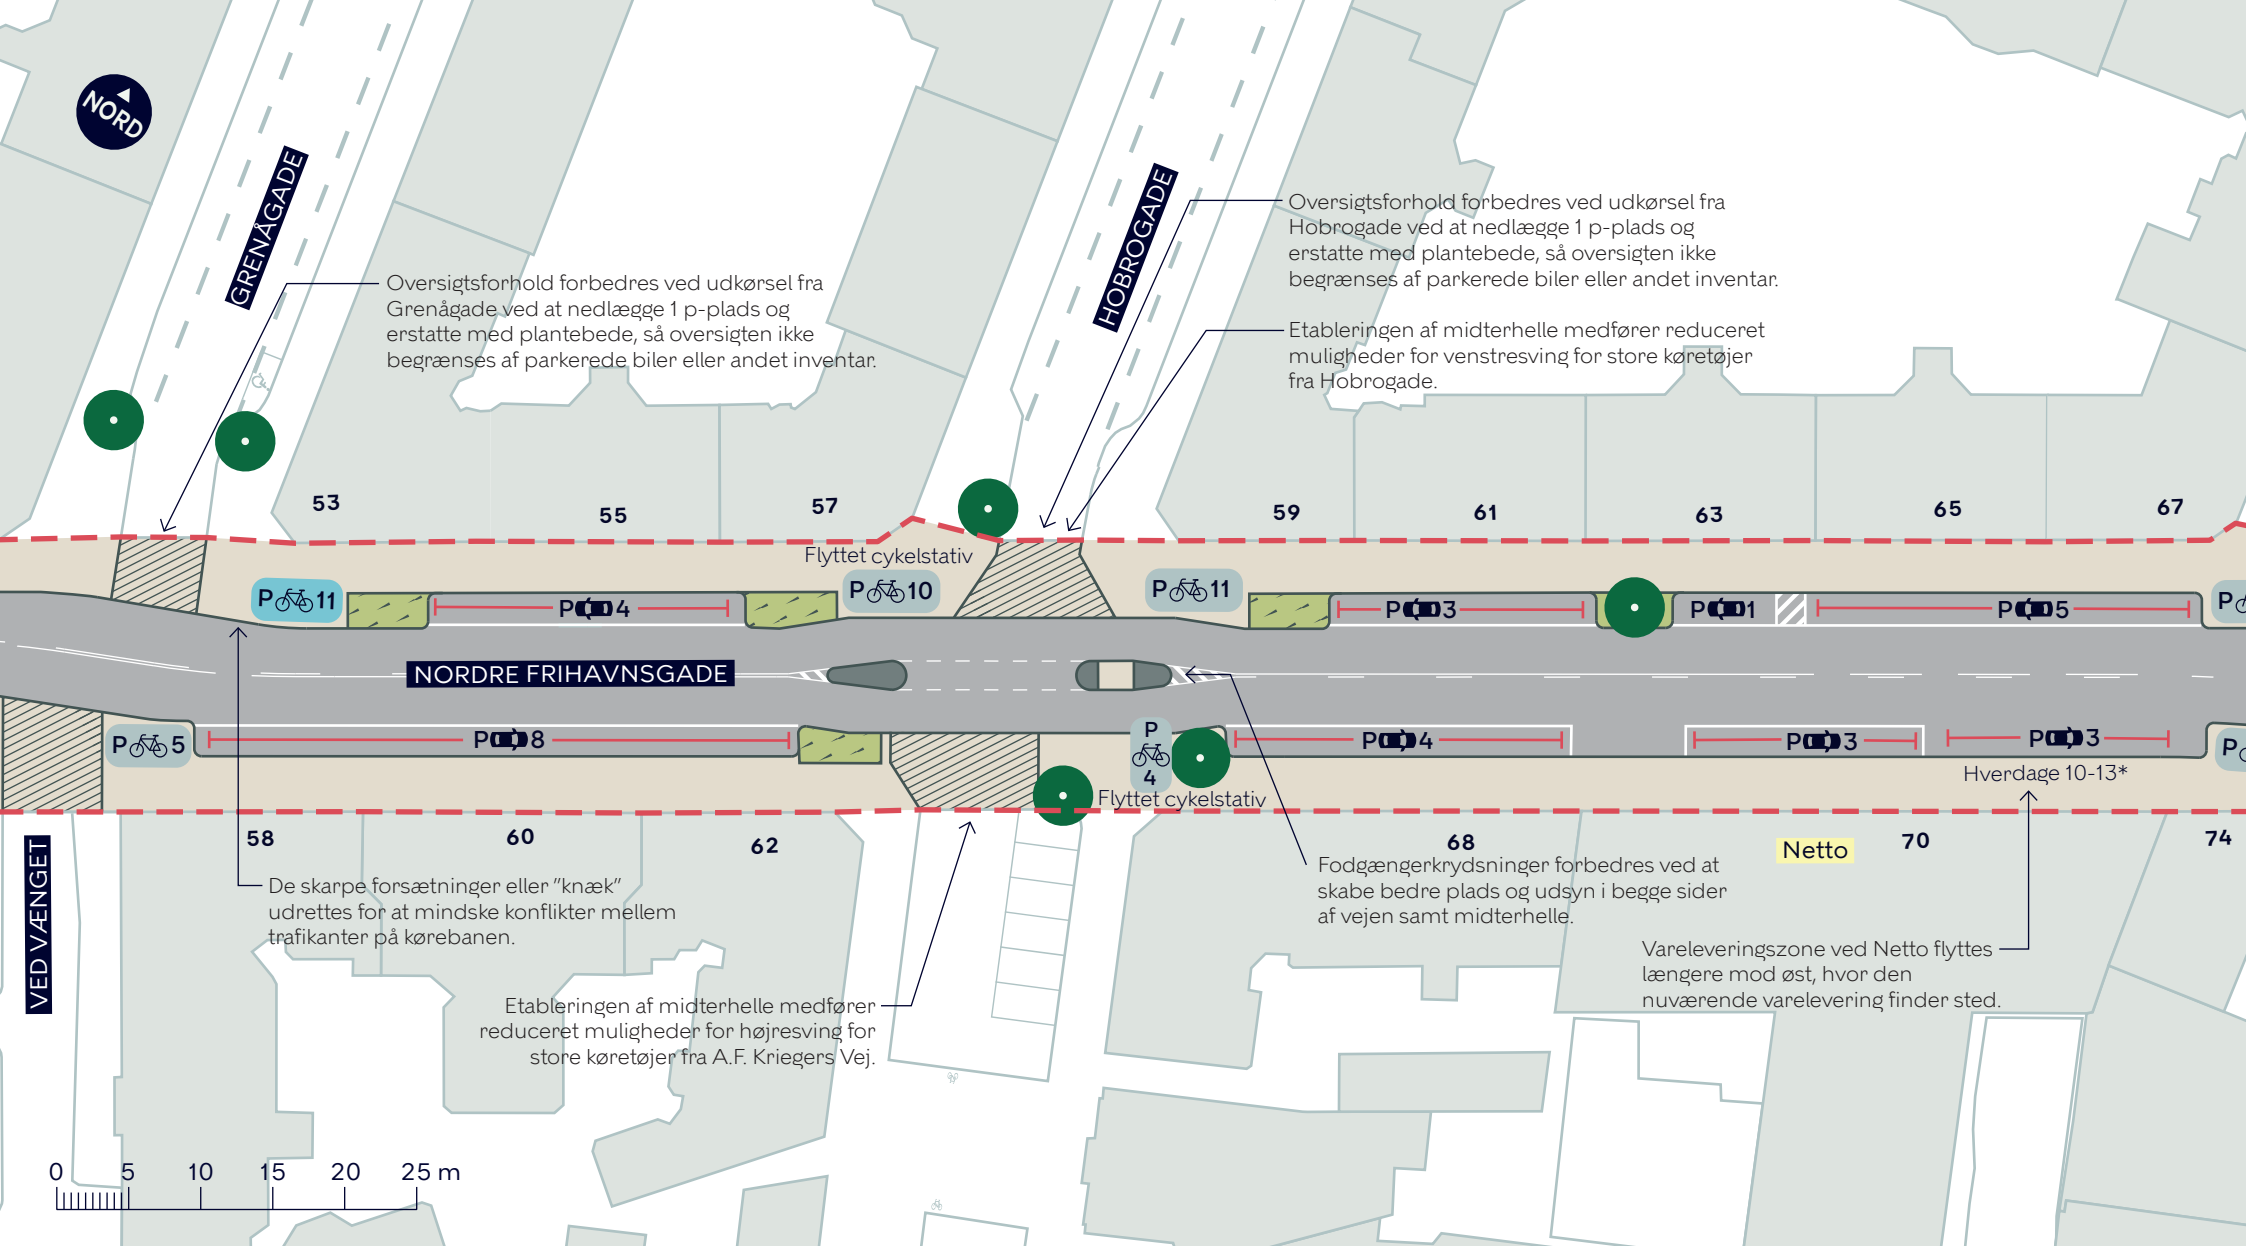 NORD
GRENÅGADE
HOBROGADE
Oversigtsforhold forbedres ved udkørsel fra
Hobrogade ved at nedlægge 1 p-plads og
erstatte med plantebede, så oversigten ikke
begrænses af parkerede biler eller andet inventar.
Oversigtsforhold forbedres ved udkørsel fra
Grenågade ved at nedlægge 1 p-plads og
erstatte med plantebede, så oversigten ikke
begrænses af parkerede biler eller andet inventar.
Etableringen af midterhelle medfører reduceret
muligheder for venstresving for store køretøjer
fra Hobrogade.
53
55
57
59
61
63
65
67
Flyttet cykelstativ
P 11
P 4
P 10
P 11
P 3
P 1
P 5
P
NORDRE FRIHAVNSGADE
P 5
P 8
P
4
P 4
P 3
P 3
P
Flyttet cykelstativ
Hverdage 10-13*
58
60
62
68
Netto
70
74
VED VÆNGET
De skarpe forsætninger eller ”knæk”
udrettes for at mindske konflikter mellem
trafikanter på kørebanen.
Fodgængerkrydsninger forbedres ved at
skabe bedre plads og udsyn i begge sider
af vejen samt midterhelle.
Vareleveringszone ved Netto flyttes
længere mod øst, hvor den
nuværende varelevering finder sted.
Etableringen af midterhelle medfører
reduceret muligheder for højresving for
store køretøjer fra A.F. Kriegers Vej.
0 5 10 15 20 25 m